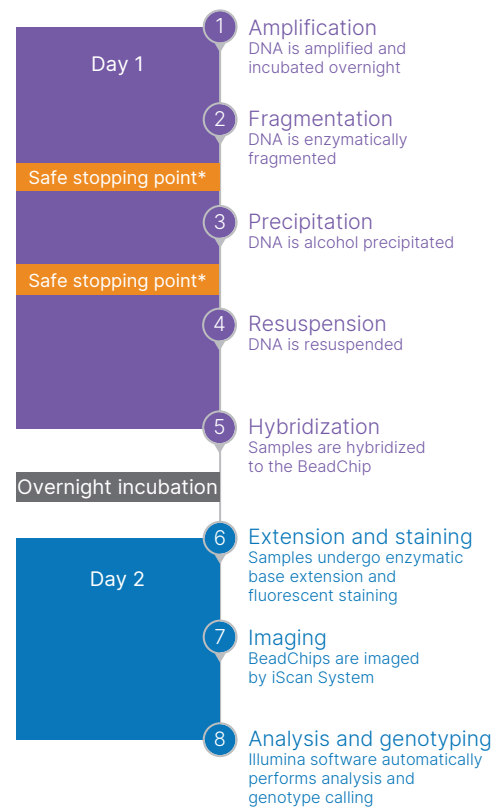 1
Amplification
DNA is amplified and
incubated overnight
Day 1
2
Fragmentation
DNA is enzymatically
fragmented
Safe stopping point*
3
Precipitation
DNA is alcohol precipitated
Safe stopping point*
4
Resuspension
DNA is resuspended
5
Hybridization
Samples are hybridized
to the BeadChip
Overnight incubation
6
Extension and staining
Samples undergo enzymatic
base extension and
fluorescent staining
Day 2
7
Imaging
BeadChips are imaged
by iScan System
8
Analysis and genotyping
Illumina software automatically
performs analysis and
genotype calling